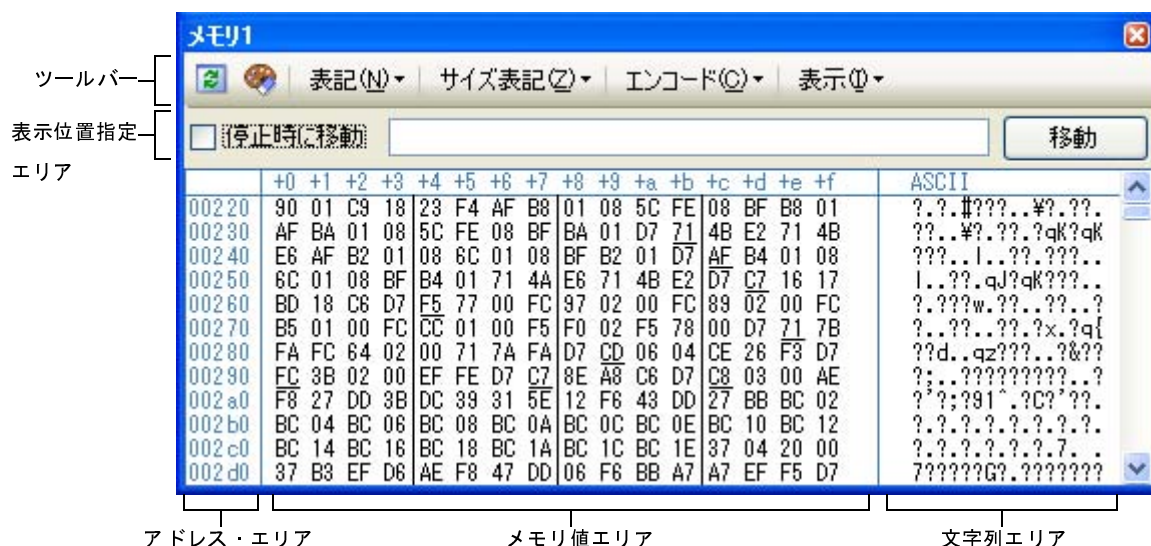 メモリ1
ツールバー
表記(N)▾ サイズ表記(Z)▾ エンコード(C)▾ 表示(I)▾
表示位置指定
エリア
停止時に移動 移動
+0 +1 +2 +3 +4 +5 +6 +7 +8 +9 +a +b +c +d +e +f ASCII
00220 90 01 C9 18 23 F4 AF B8 01 08 5C FE 08 BF B8 01 ?.?.#???..¥?.??.
00230 AF BA 01 08 5C FE 08 BF BA 01 D7 71 4B E2 71 4B ??..¥?.??.?qK?qK
00240 E6 AF B2 01 08 6C 01 08 BF B2 01 D7 AF B4 01 08 ???..l..??.???..
00250 6C 01 08 BF B4 01 71 4A E6 71 4B E2 D7 C7 16 17 l..??.qJ?qK???..
00260 BD 18 C6 D7 F5 77 00 FC 97 02 00 FC 89 02 00 FC ?.???w.??..??..?
00270 B5 01 00 FC CC 01 00 F5 F0 02 F5 78 00 D7 71 7B ?..??..??.?x.?q{
00280 FA FC 64 02 00 71 7A FA D7 CD 06 04 CE 26 F3 D7 ??d..qz???..?&??
00290 FC 3B 02 00 EF FE D7 C7 8E A8 C6 D7 C8 03 00 AE ?;..?????????..?
002a0 F8 27 DD 3B DC 39 31 5E 12 F6 43 DD 27 BB BC 02 ?'?;?91^.?C?'??.
002b0 BC 04 BC 06 BC 08 BC 0A BC 0C BC 0E BC 10 BC 12 ?.?.?.?.?.?.?.?.
002c0 BC 14 BC 16 BC 18 BC 1A BC 1C BC 1E 37 04 20 00 ?.?.?.?.?.?.7. .
002d0 37 B3 EF D6 AE F8 47 DD 06 F6 BB A7 A7 EF F5 D7 7??????G?.???????
アドレス・エリア メモリ値エリア 文字列エリア